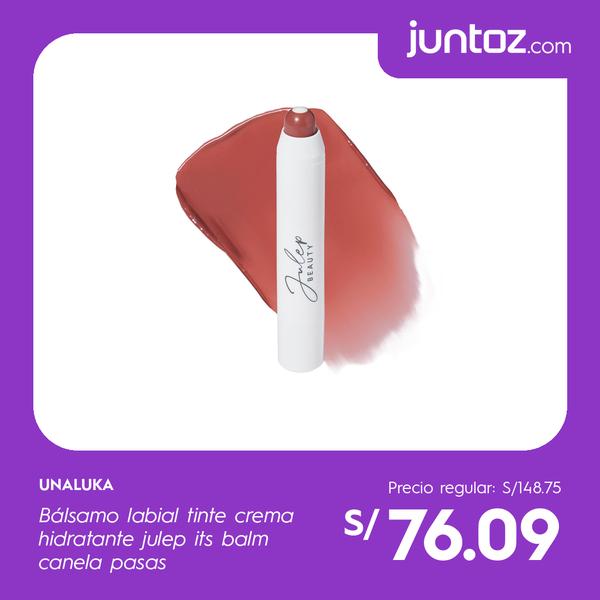 juntoz.com
Julep
BEAUTY
UNALUKA
Bálsamo labial tinte crema
hidratante julep its balm
canela pasas
Precio regular: S/148.75
S/76.09